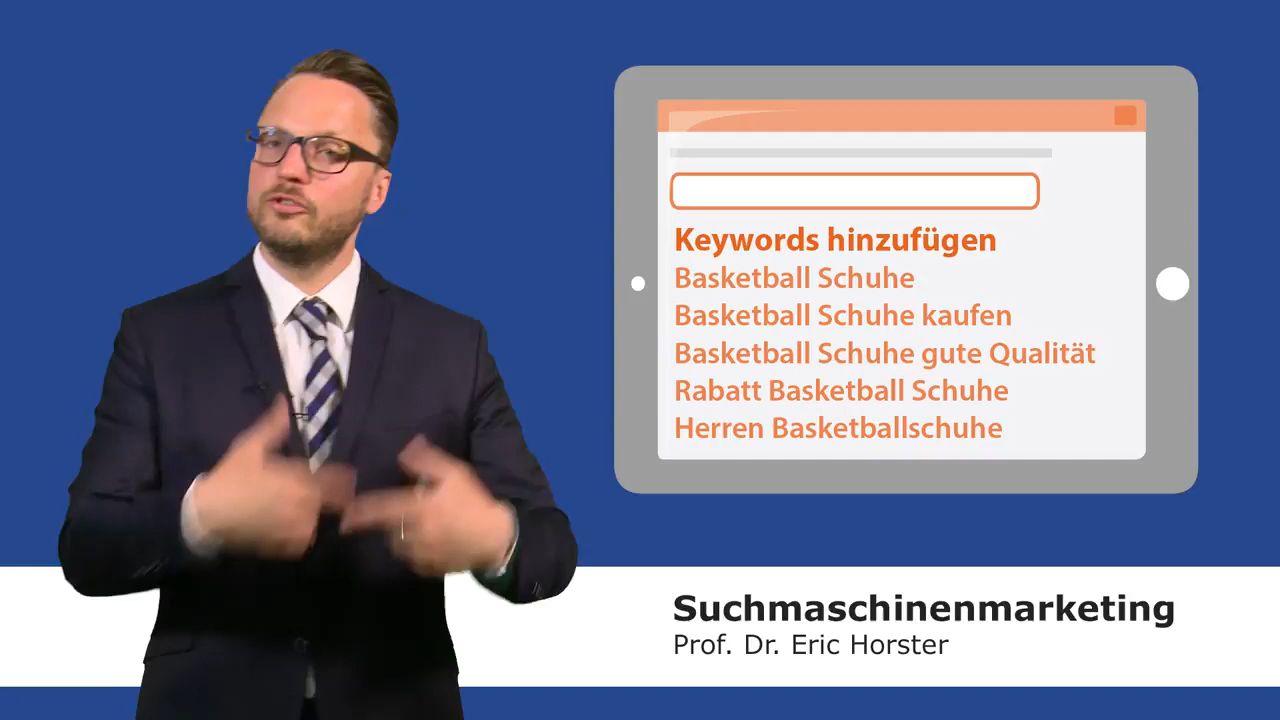 Keywords hinzufügen
Basketball Schuhe
Basketball Schuhe kaufen
Basketball Schuhe gute Qualität
Rabatt Basketball Schuhe
Herren Basketballschuhe
Suchmaschinenmarketing
Prof. Dr. Eric Horster